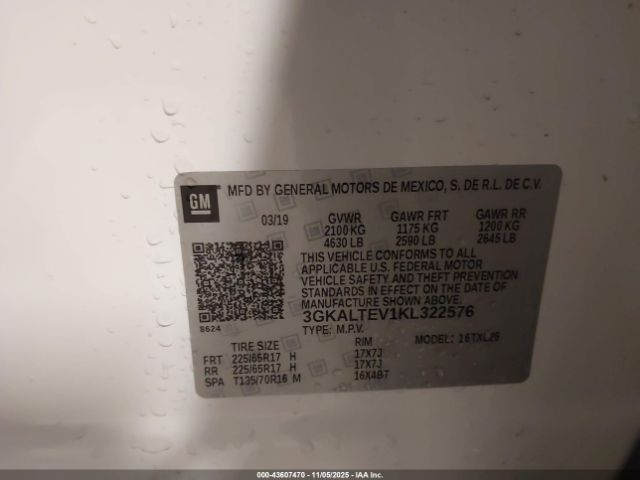 GM
MFD BY GENERAL MOTORS DE MEXICO, S. DE R.L. DE C.V.
03/19 GVWR GAWR FRT GAWR RR
2100 KG 1175 KG 1200 KG
4630 LB 2590 LB 2645 LB
THIS VEHICLE CONFORMS TO ALL
APPLICABLE U.S. FEDERAL MOTOR
VEHICLE SAFETY AND THEFT PREVENTION
STANDARDS IN EFFECT ON THE DATE OF
MANUFACTURE SHOWN ABOVE.
3GKALTEV1KL322576
8624
TYPE: M.P.V. MODEL: 16TXL26
TIRE SIZE RIM
FRT 225/65R17 H 17X7J
RR 225/65R17 H 17X7J
SPA T135/70R16 M 16X4BT
000-43607470 - 11/05/2025 - IAA Inc.